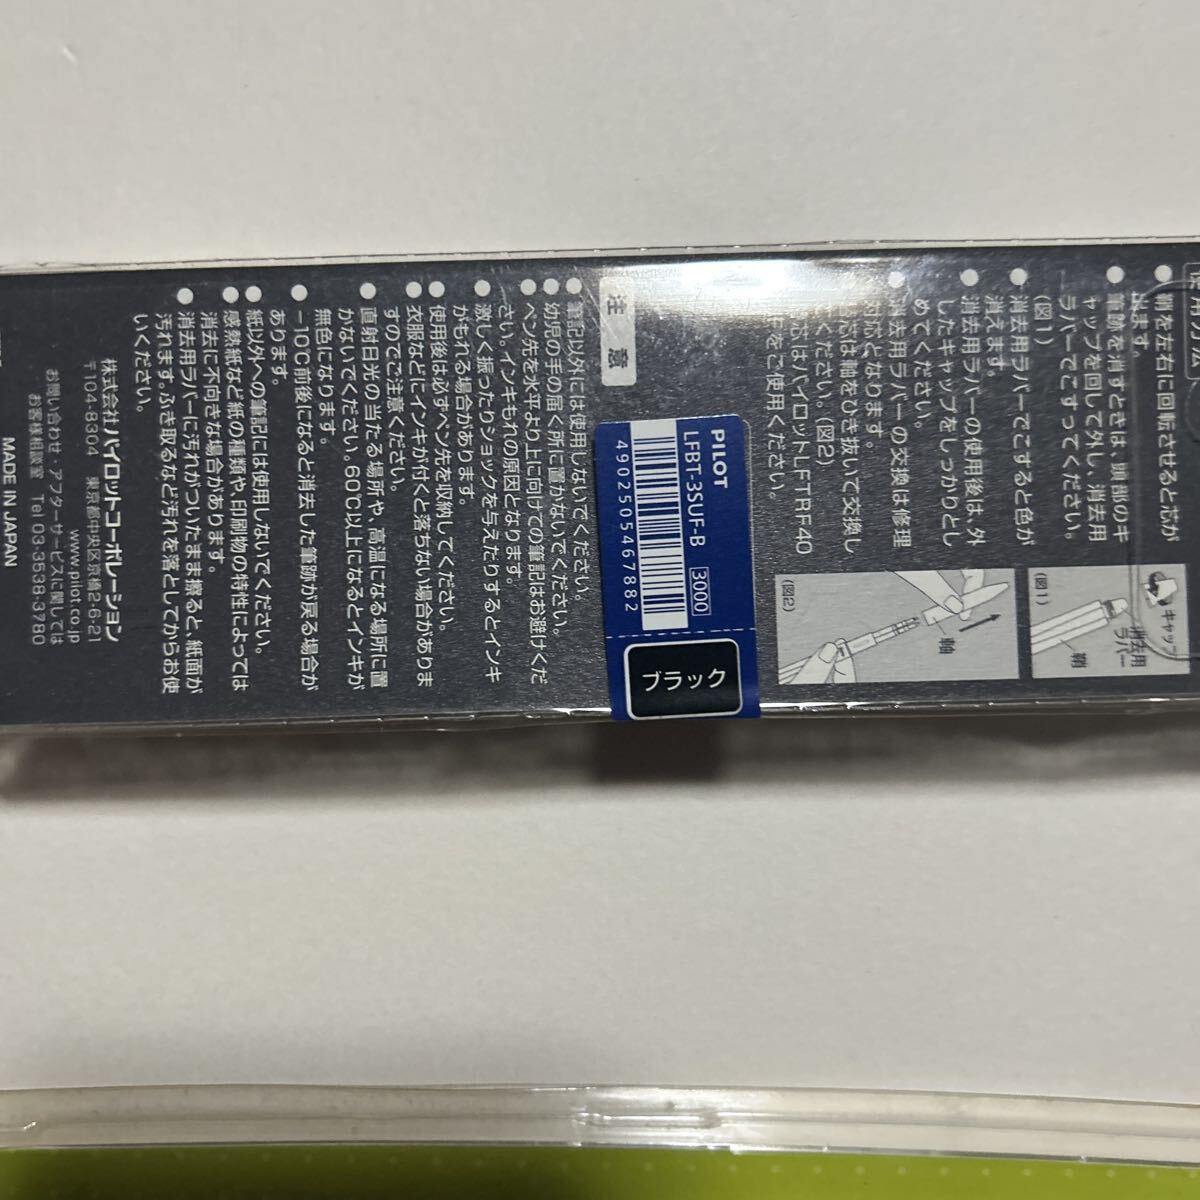 ● 鞘を左右に回転させると芯が
出ます。
● 筆跡を消すときは、頭部のキ
ャップを回して外し、消去用
ラバーでこすってください。
(図1)
● 消去用ラバーでこすると色が
消えます。
● 消去用ラバーの使用後は、外
したキャップをしっかりとし
めてください。
● 消去用ラバーの交換は修理
対応となります。
芯は軸をひき抜いて交換し
ください。(図2)
芯はパイロットLFTRF40
をご使用ください。
キャップ
消去用
ラバー
鞘
(図1)
軸
(図2)
PILOT
LFBT-3SUF-B 3000
4902505467882
ブラック
注意
● 筆記以外には使用しないでください。
● 幼児の手の届く所に置かないでください。
● ペン先を水平より上に向けての筆記はお避けくだ
さい。インキもれの原因となります。
● 激しく振ったりショックを与えたりするとインキ
がもれる場合があります。
● 使用後は必ずペン先を収納してください。
● 衣服などにインキが付くと落ちない場合がありま
すのでご注意ください。
● 直射日光の当たる場所や、高温になる場所に置
かないでください。60℃以上になるとインキが
無色になります。
● −10℃前後になると消去した筆跡が戻る場合が
あります。
● 紙以外への筆記には使用しないでください。
● 感熱紙など紙の種類や、印刷物の特性によっては
消去に不向きな場合があります。
● 消去用ラバーに汚れがついたまま擦ると、紙面が
汚れます。ふき取るなど汚れを落としてからお使
いください。
株式会社パイロットコーポレーション
〒104-8304 東京都中央区京橋2-6-21
www.pilot.co.jp
お問い合わせ・アフターサービスに関しては
お客様相談室 Tel 03-3538-3780
MADE IN JAPAN